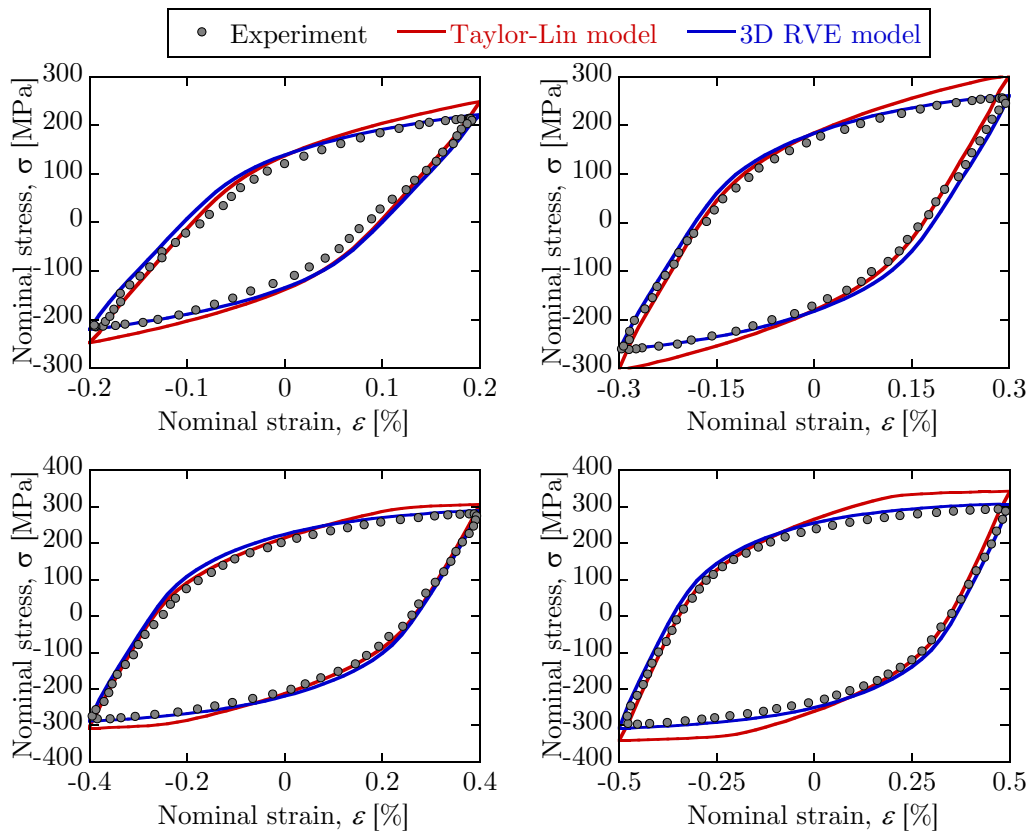 Experiment Taylor-Lin model 3D RVE model
Nominal stress, σ [MPa]
300
200
100
0
-100
-200
-300
-0.2 -0.1 0 0.1 0.2
Nominal strain, ε [%]
Nominal stress, σ [MPa]
300
200
100
0
-100
-200
-300
-0.3 -0.15 0 0.15 0.3
Nominal strain, ε [%]
Nominal stress, σ [MPa]
400
300
200
100
0
-100
-200
-300
-400
-0.4 -0.2 0 0.2 0.4
Nominal strain, ε [%]
Nominal stress, σ [MPa]
400
300
200
100
0
-100
-200
-300
-400
-0.5 -0.25 0 0.25 0.5
Nominal strain, ε [%]